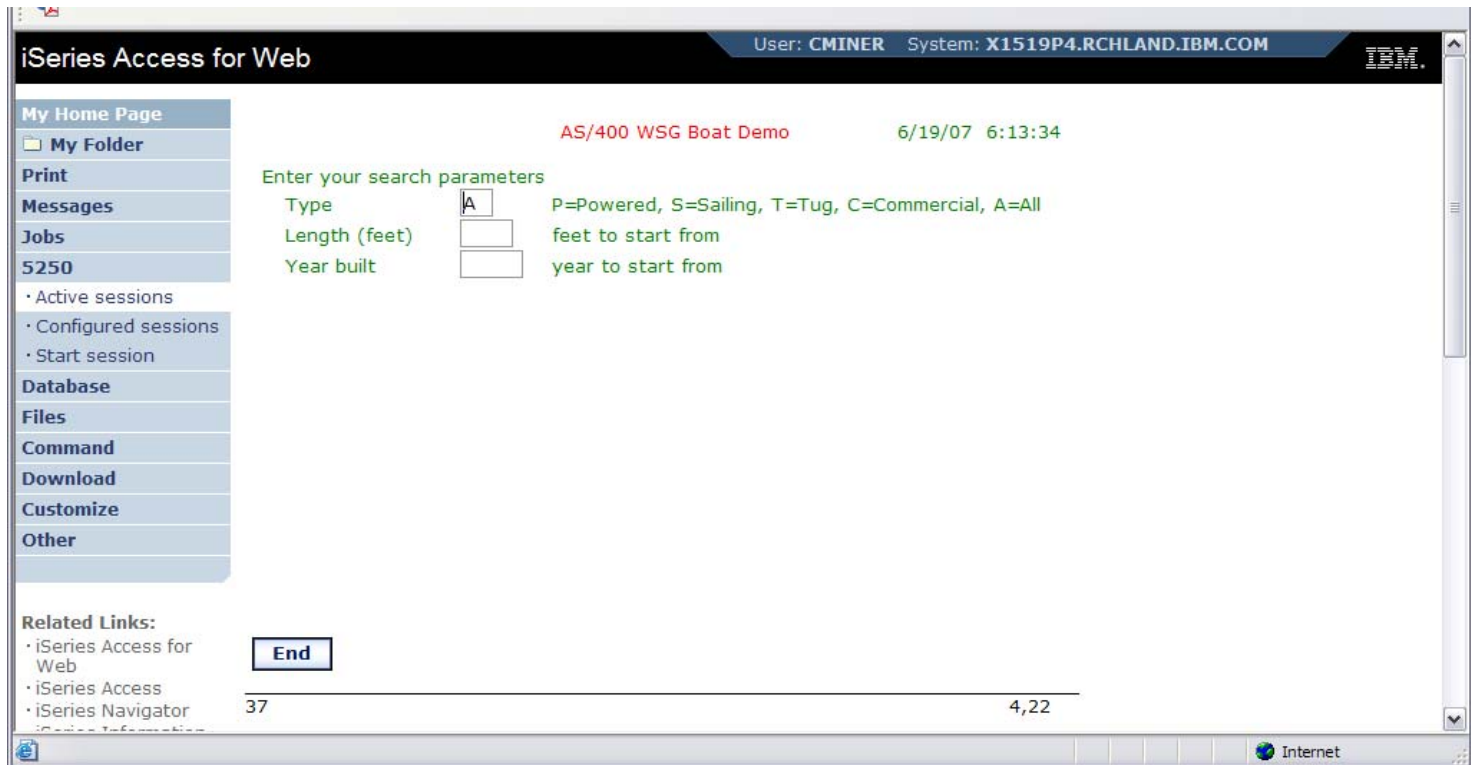 iSeries Access for Web
User: CMINER System: X1519P4.RCHLAND.IBM.COM
IBM.
My Home Page
My Folder
Print
Messages
Jobs
5250
· Active sessions
· Configured sessions
· Start session
Database
Files
Command
Download
Customize
Other
Related Links:
· iSeries Access for
Web
· iSeries Access
· iSeries Navigator
· iSeries Information
AS/400 WSG Boat Demo 6/19/07 6:13:34
Enter your search parameters
Type A P=Powered, S=Sailing, T=Tug, C=Commercial, A=All
Length (feet) feet to start from
Year built year to start from
End
37 4,22
Internet